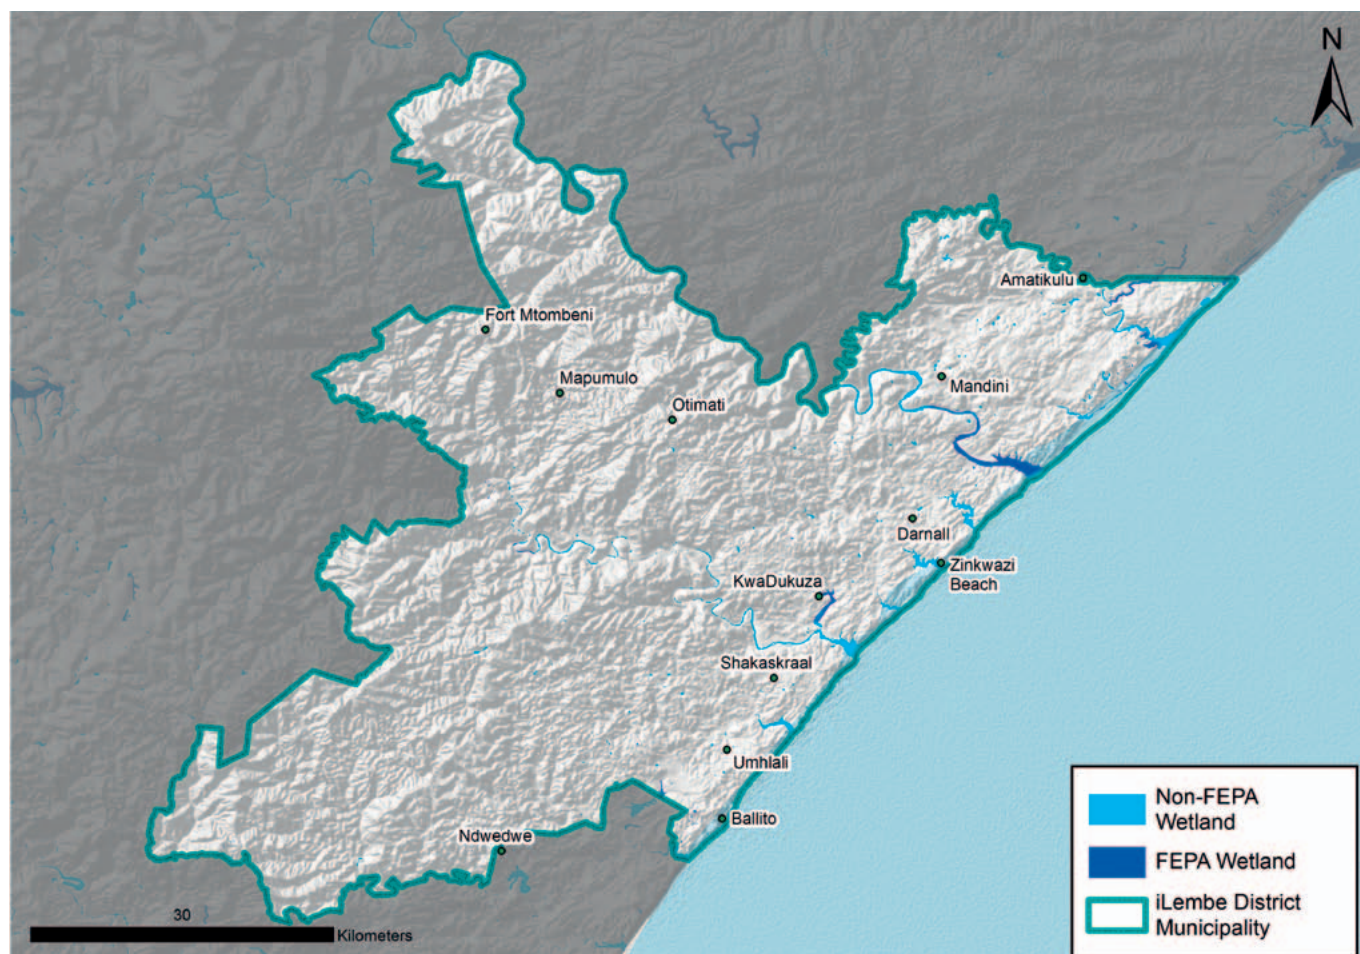 N
Amatikulu
Fort Mtombeni
Mapumulo
Mandini
Otimati
Darnall
Zinkwazi
Beach
KwaDukuza
Shakaskraal
Umhlali
Ballito
Ndwedwe
30
Kilometers
Non-FEPA
Wetland
FEPA Wetland
iLembe District
Municipality